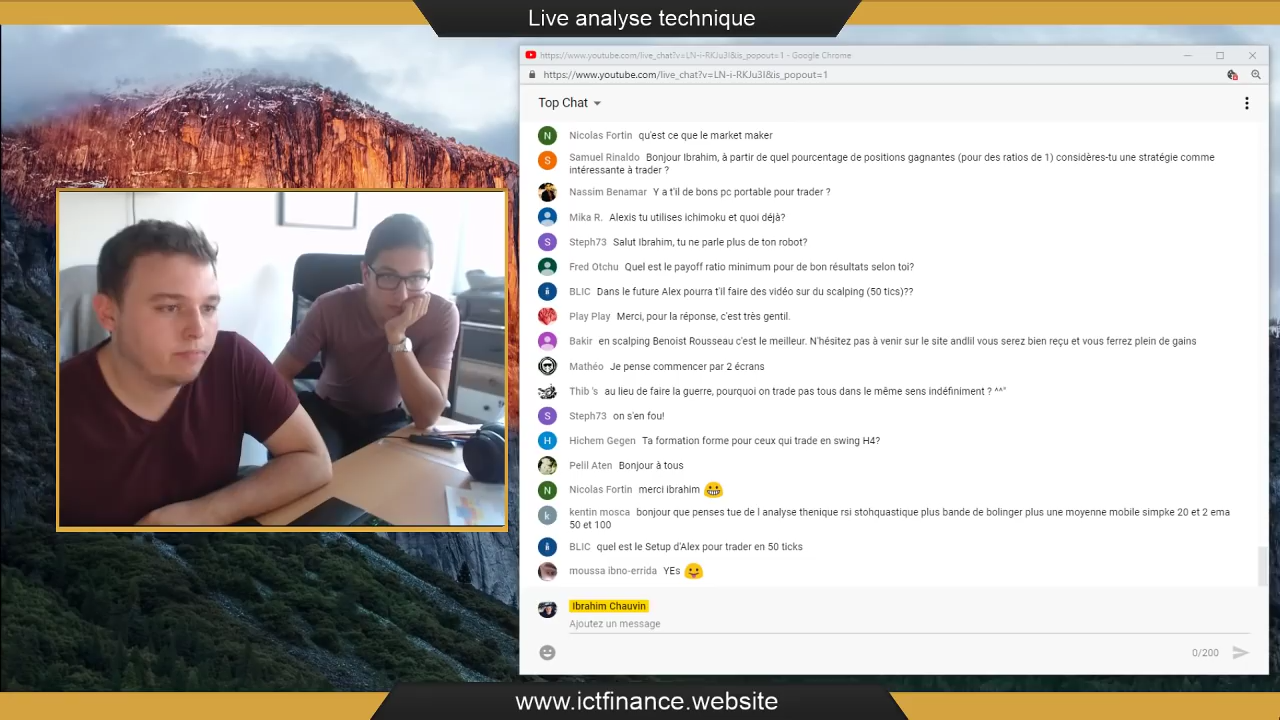 Live analyse technique
https://www.youtube.com/live_chat?v=LN-i-RKJu3I&is_popout=1 - Google Chrome
https://www.youtube.com/live_chat?v=LN-i-RKJu3I&is_popout=1
Top Chat
N Nicolas Fortin qu'est ce que le market maker
S Samuel Rinaldo Bonjour Ibrahim, à partir de quel pourcentage de positions gagnantes (pour des ratios de 1) considères-tu une stratégie comme
intéressante à trader ?
Nassim Benamar Y a t'il de bons pc portable pour trader ?
Mika R. Alexis tu utilises ichimoku et quoi déjà?
S Steph73 Salut Ibrahim, tu ne parle plus de ton robot?
Fred Otchu Quel est le payoff ratio minimum pour de bon résultats selon toi?
BLIC Dans le future Alex pourra t'il faire des vidéo sur du scalping (50 tics)??
Play Play Merci, pour la réponse, c'est très gentil.
Bakir en scalping Benoist Rousseau c'est le meilleur. N'hésitez pas à venir sur le site andlil vous serez bien reçu et vous ferrez plein de gains
Mathéo Je pense commencer par 2 écrans
Thib 's au lieu de faire la guerre, pourquoi on trade pas tous dans le même sens indéfiniment ? ^^"
S Steph73 on s'en fou!
H Hichem Gegen Ta formation forme pour ceux qui trade en swing H4?
Pelil Aten Bonjour à tous
N Nicolas Fortin merci ibrahim
k kentin mosca bonjour que penses tue de l analyse thenique rsi stohquastique plus bande de bolinger plus une moyenne mobile simpke 20 et 2 ema
50 et 100
BLIC quel est le Setup d'Alex pour trader en 50 ticks
moussa ibno-errida YEs
Ibrahim Chauvin
Ajoutez un message
0/200
www.ictfinance.website